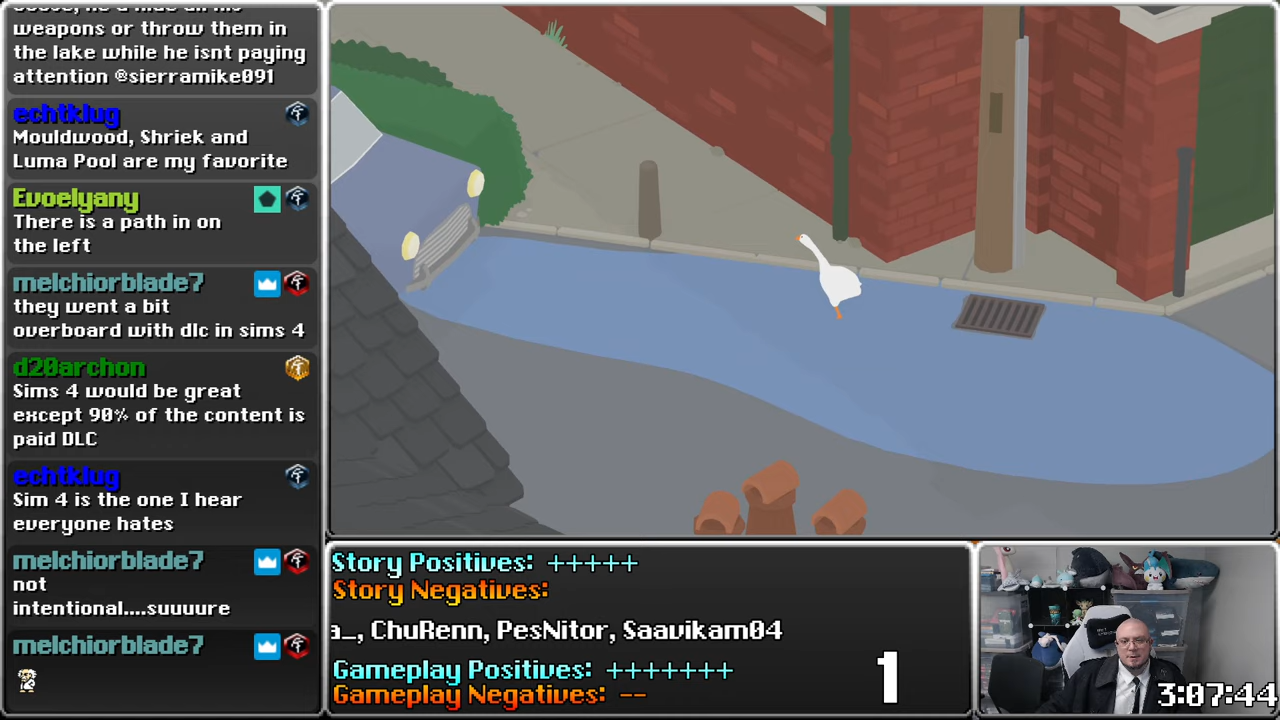 weapons or throw them in
the lake while he isnt paying
attention @sierramike091
echtklug
Mouldwood, Shriek and
Luma Pool are my favorite
Evoelyany
There is a path in on
the left
melchiorblade7
they went a bit
overboard with dlc in sims 4
d20archon
Sims 4 would be great
except 90% of the content is
paid DLC
echtklug
Sim 4 is the one I hear
everyone hates
melchiorblade7
not
intentional....suuuure
melchiorblade7
Story Positives: +++++
Story Negatives:
a_, ChuRenn, PesNitor, Saavikam04
Gameplay Positives: +++++++
Gameplay Negatives: --
1
3:07:44